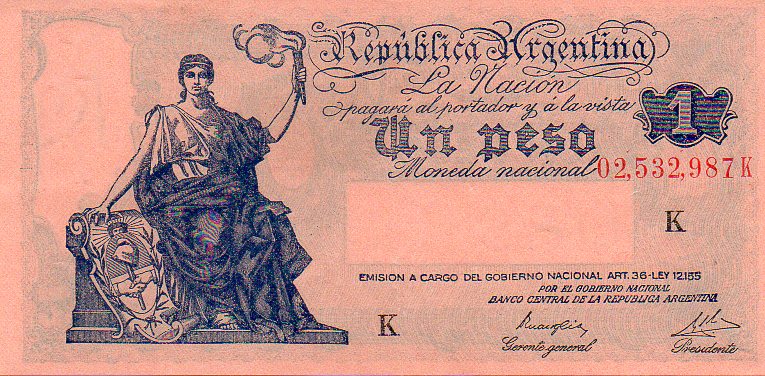 República Argentina
La Nación
pagará al portador y á la vista
1
Un peso
Moneda nacional
02,532,987 K
K
EMISION A CARGO DEL GOBIERNO NACIONAL ART. 36-LEY 12.155
POR EL GOBIERNO NACIONAL
BANCO CENTRAL DE LA REPUBLICA ARGENTINA
K
Gerente general
Presidente